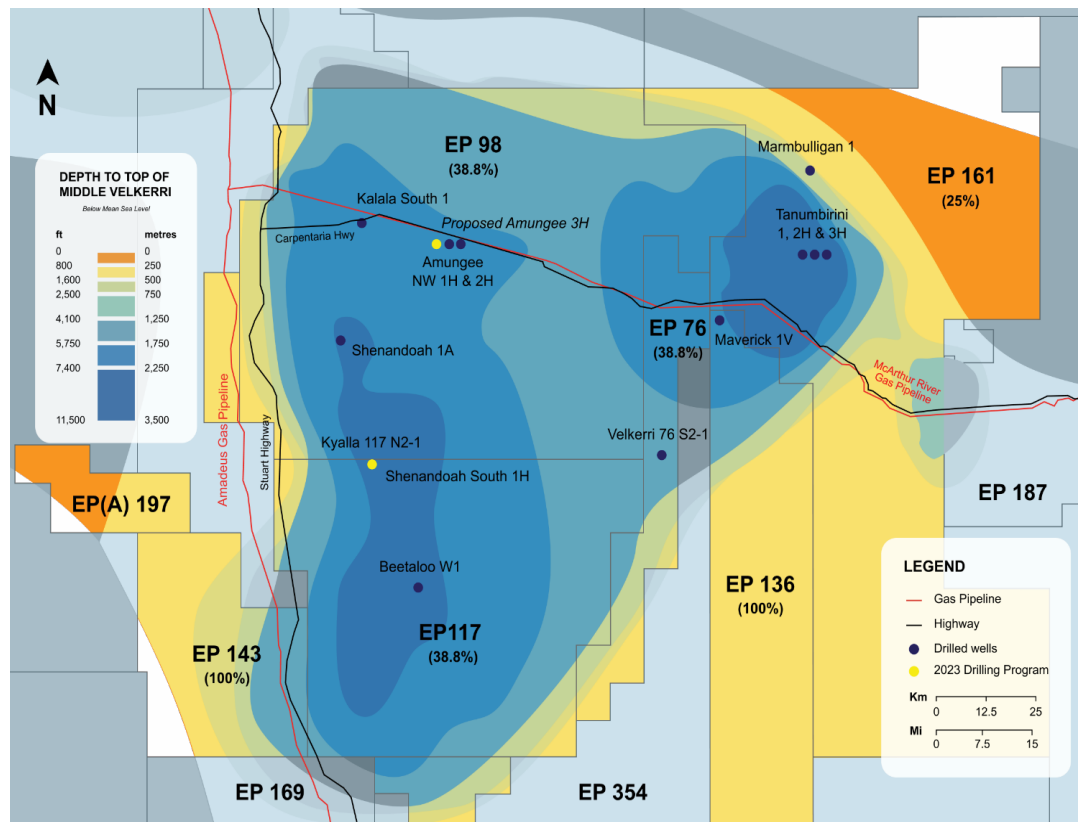 N
EP 98
(38.8%)
Marmbulligan 1
EP 161
(25%)
DEPTH TO TOP OF
MIDDLE VELKERRI
Below Mean Sea Level
ft metres
0 0
800 250
1,600 500
2,500 750
4,100 1,250
5,750 1,750
7,400 2,250
11,500 3,500
Kalala South 1
Proposed Amungee 3H
Carpentaria Hwy
Amungee
NW 1H & 2H
Tanumbirini
1, 2H & 3H
EP 76
(38.8%)
Maverick 1V
Shenandoah 1A
McArthur River
Gas Pipeline
Amadeus Gas Pipeline
Stuart Highway
Kyalla 117 N2-1
Shenandoah South 1H
Velkerri 76 S2-1
EP(A) 197
EP 187
Beetaloo W1
EP117
(38.8%)
EP 136
(100%)
EP 143
(100%)
EP 169
EP 354
LEGEND
Gas Pipeline
Highway
Drilled wells
2023 Drilling Program
Km
0 12.5 25
Mi
0 7.5 15